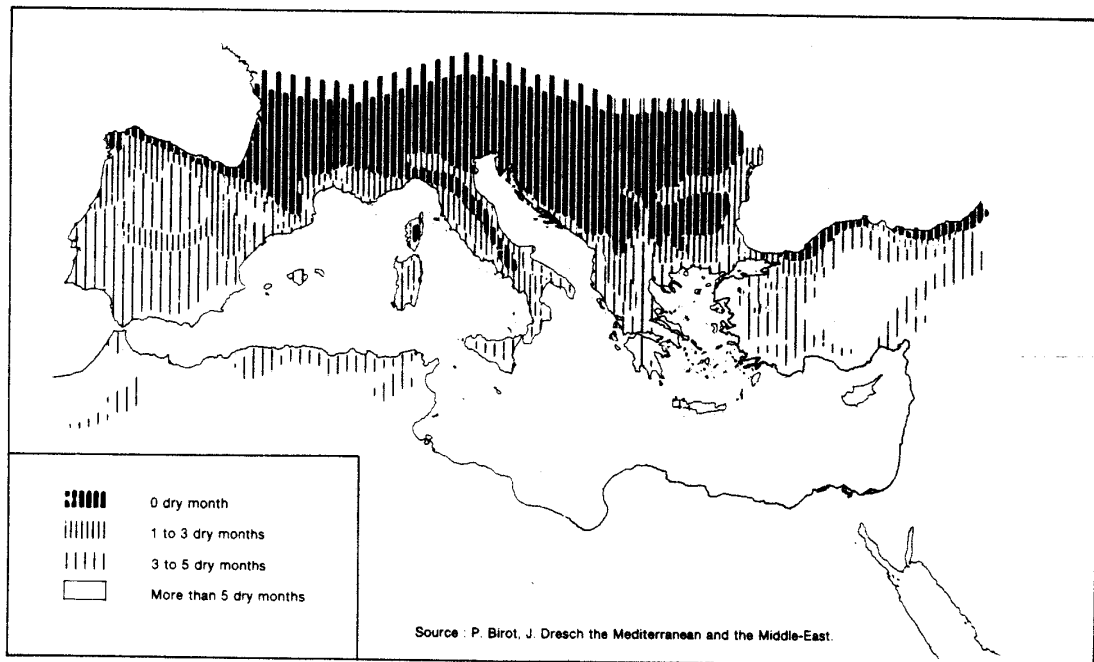 0 dry month
1 to 3 dry months
3 to 5 dry months
More than 5 dry months
Source : P. Birot, J. Dresch the Mediterranean and the Middle-East.